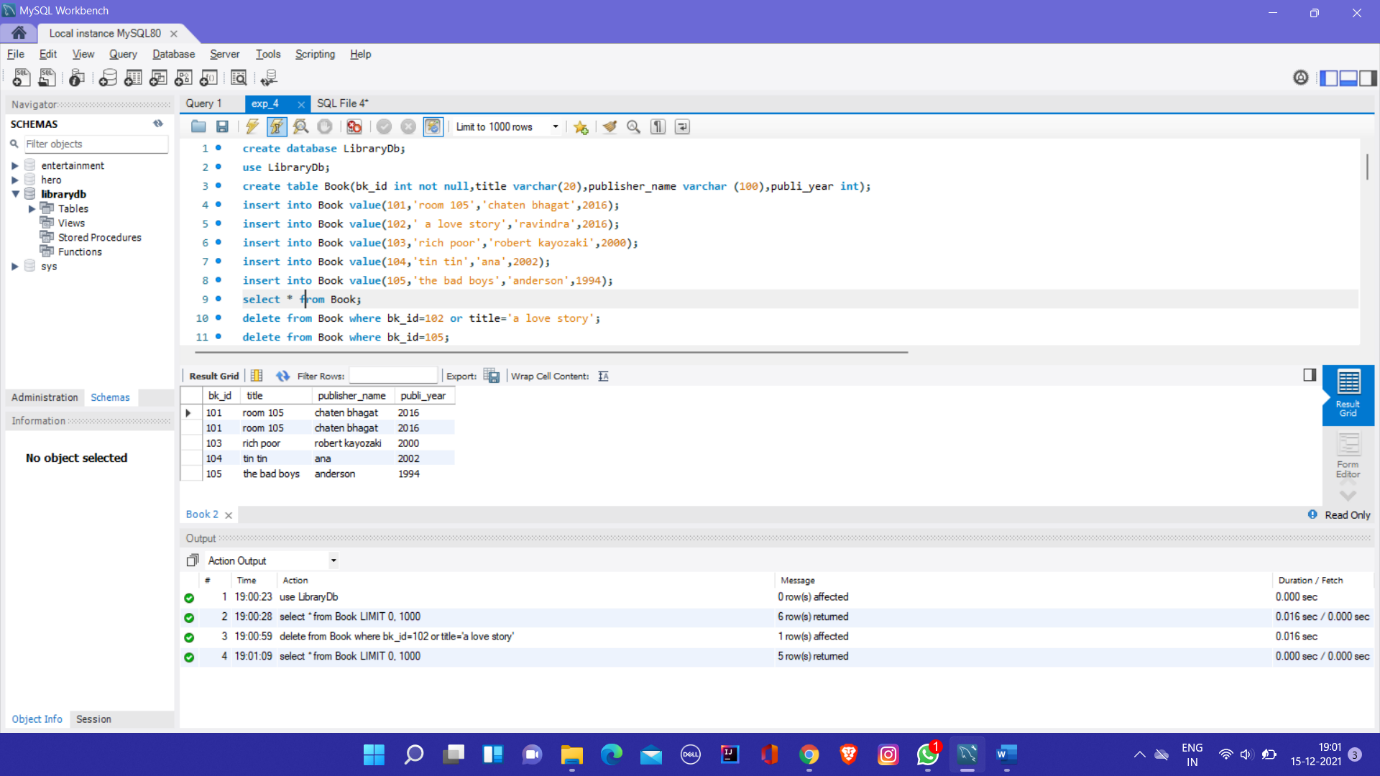 MySQL Workbench
Local instance MySQL80
File Edit View Query Database Server Tools Scripting Help
Navigator
SCHEMAS
Filter objects
entertainment
hero
librarydb
Tables
Views
Stored Procedures
Functions
sys
Administration Schemas
Information
No object selected
Object Info Session
Query 1 exp_4 SQL File 4*
Limit to 1000 rows
1 create database LibraryDb;
2 use LibraryDb;
3 create table Book(bk_id int not null,title varchar(20),publisher_name varchar (100),publi_year int);
4 insert into Book value(101,'room 105','chaten bhagat',2016);
5 insert into Book value(102,' a love story','ravindra',2016);
6 insert into Book value(103,'rich poor','robert kayozaki',2000);
7 insert into Book value(104,'tin tin','ana',2002);
8 insert into Book value(105,'the bad boys','anderson',1994);
9 select * from Book;
10 delete from Book where bk_id=102 or title='a love story';
11 delete from Book where bk_id=105;
Result Grid Filter Rows: Export: Wrap Cell Content:
bk_id title publisher_name publi_year
101 room 105 chaten bhagat 2016
101 room 105 chaten bhagat 2016
103 rich poor robert kayozaki 2000
104 tin tin ana 2002
105 the bad boys anderson 1994
Result
Grid
Form
Editor
Book 2
Read Only
Output
Action Output
# Time Action Message Duration / Fetch
1 19:00:23 use LibraryDb 0 row(s) affected 0.000 sec
2 19:00:28 select * from Book LIMIT 0, 1000 6 row(s) returned 0.016 sec / 0.000 sec
3 19:00:59 delete from Book where bk_id=102 or title='a love story' 1 row(s) affected 0.016 sec
4 19:01:09 select * from Book LIMIT 0, 1000 5 row(s) returned 0.000 sec / 0.000 sec
DELL
1
W
ENG
IN
19:01
15-12-2021
3